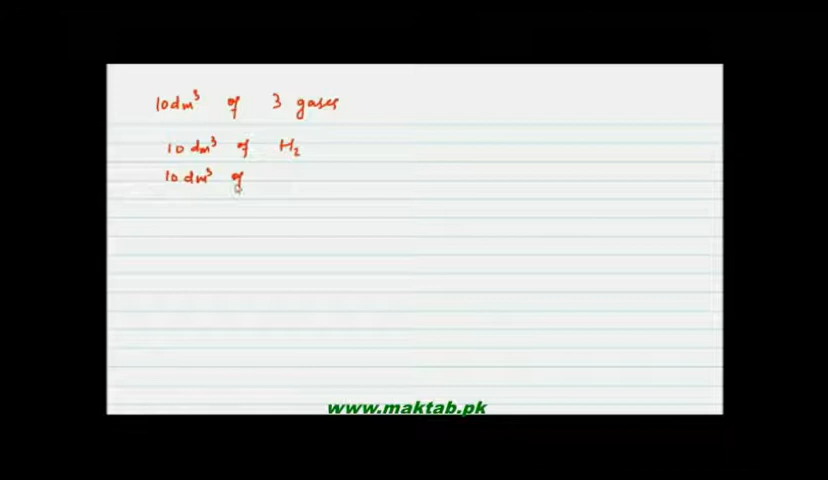 10dm³ of 3 gases
10 dm³ of H₂
10 dm³ of
www.maktab.pk